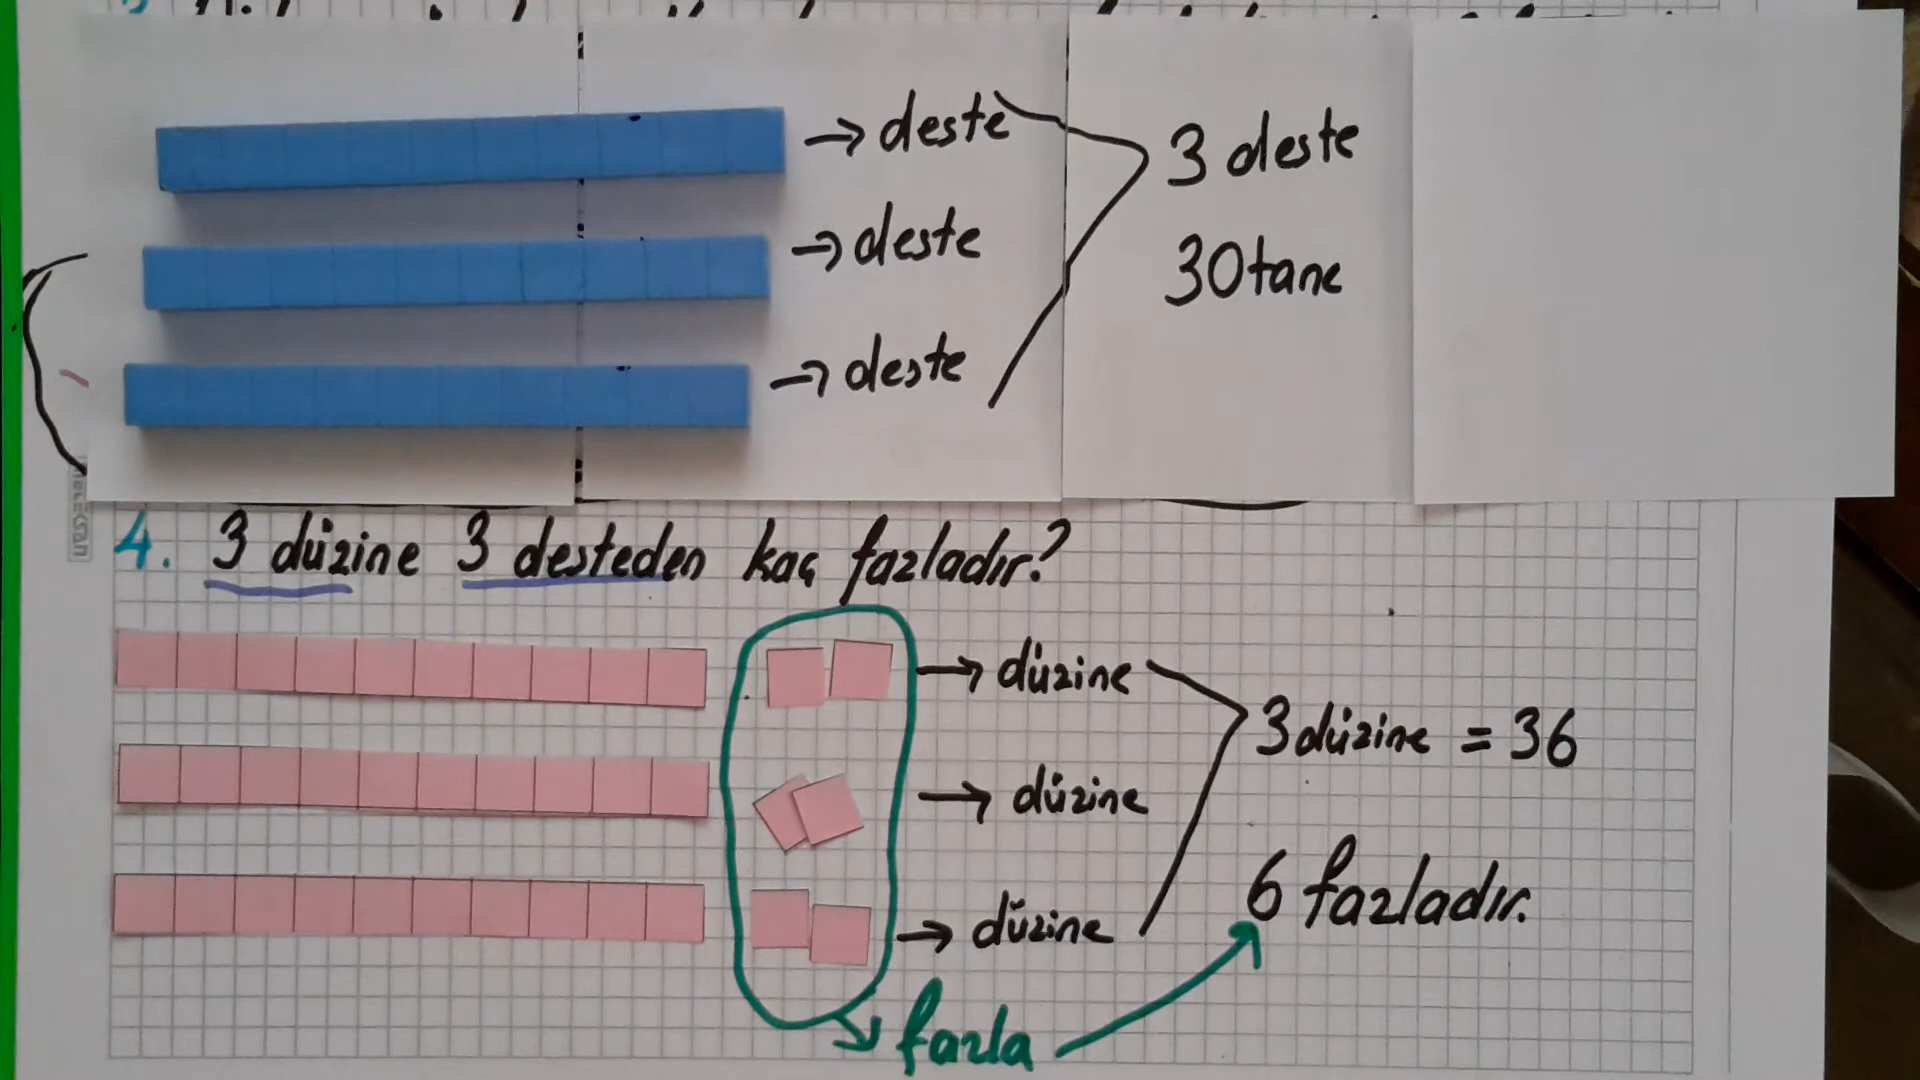 → deste
3 deste
→ deste
30 tane
→ deste
4. 3 düzine 3 desteden kaç fazladır?
→ düzine
3 düzine = 36
→ düzine
6 fazladır.
→ düzine
fazla